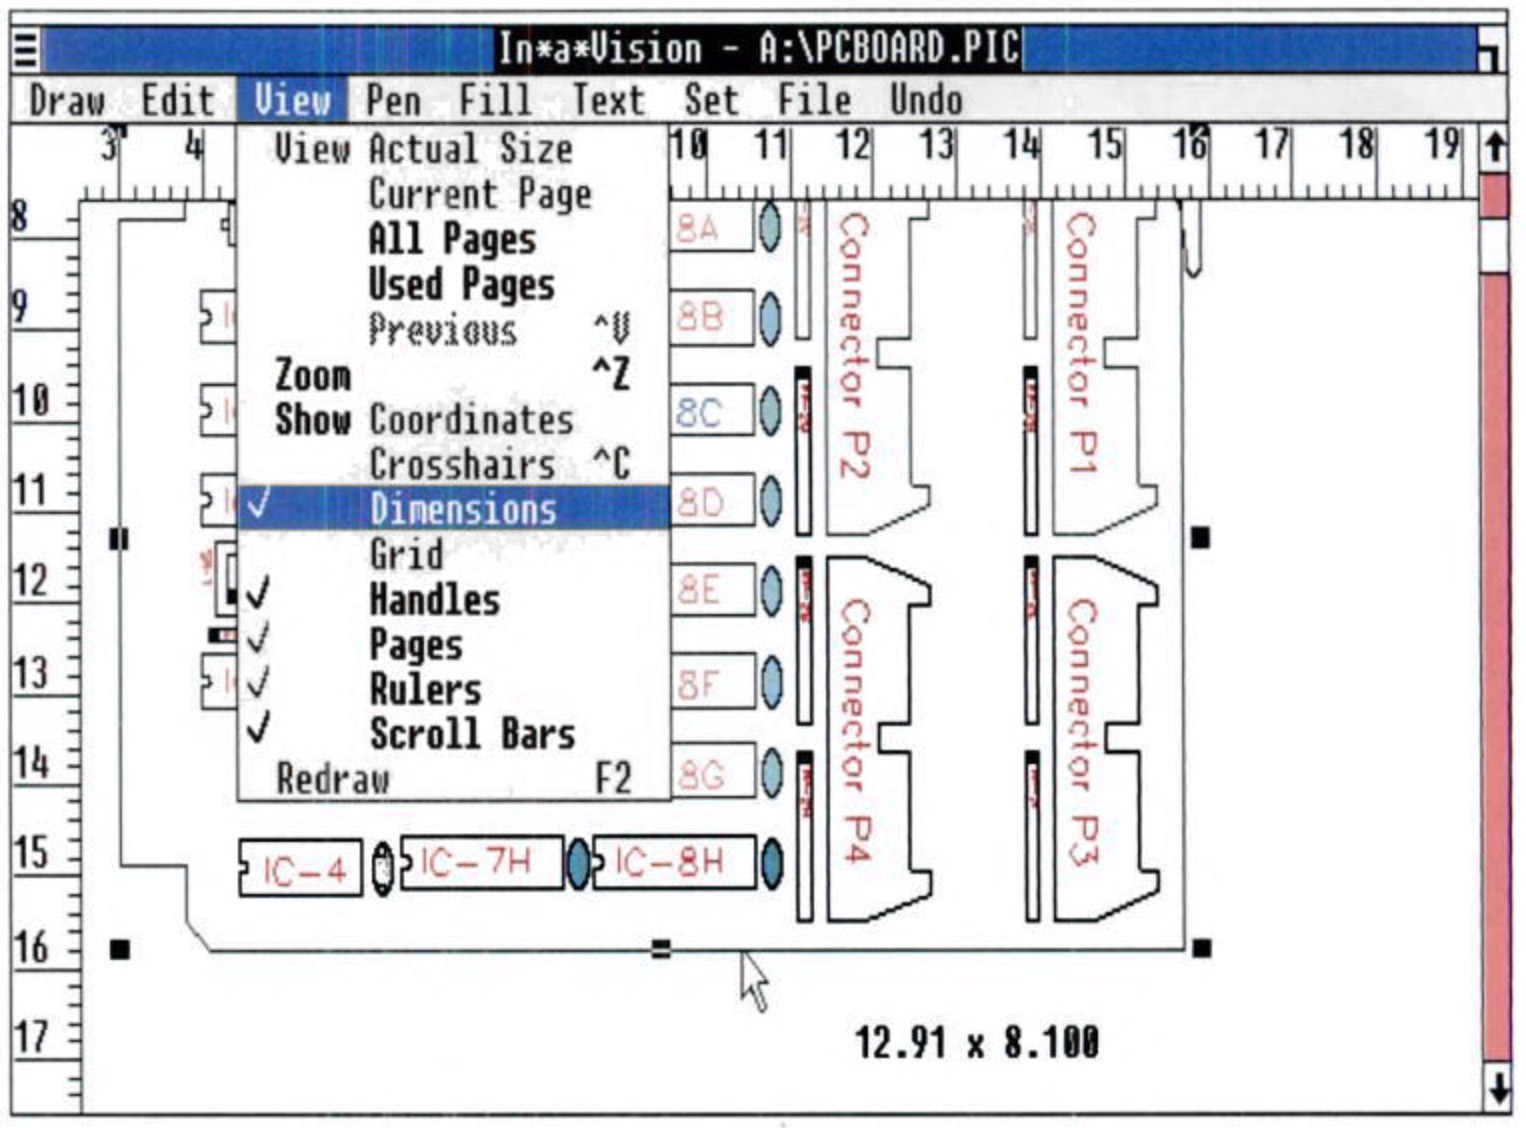 In*a*Vision - A:\PCBOARD.PIC
Draw Edit View Pen Fill Text Set File Undo
3" 4 10 11 12 13 14 15 16 17 18 19
View Actual Size
Current Page
All Pages
Used Pages
Previous ^V
Zoom ^Z
Show Coordinates
Crosshairs ^C
Dimensions
Grid
Handles
Pages
Rulers
Scroll Bars
Redraw F2
8
9
10
11
12
13
14
15
16
17
8A
8B
8C
8D
8E
8F
8G
IC-4 IC-7H IC-8H
Connector P2
Connector P1
Connector P4
Connector P3
12.91 x 8.100